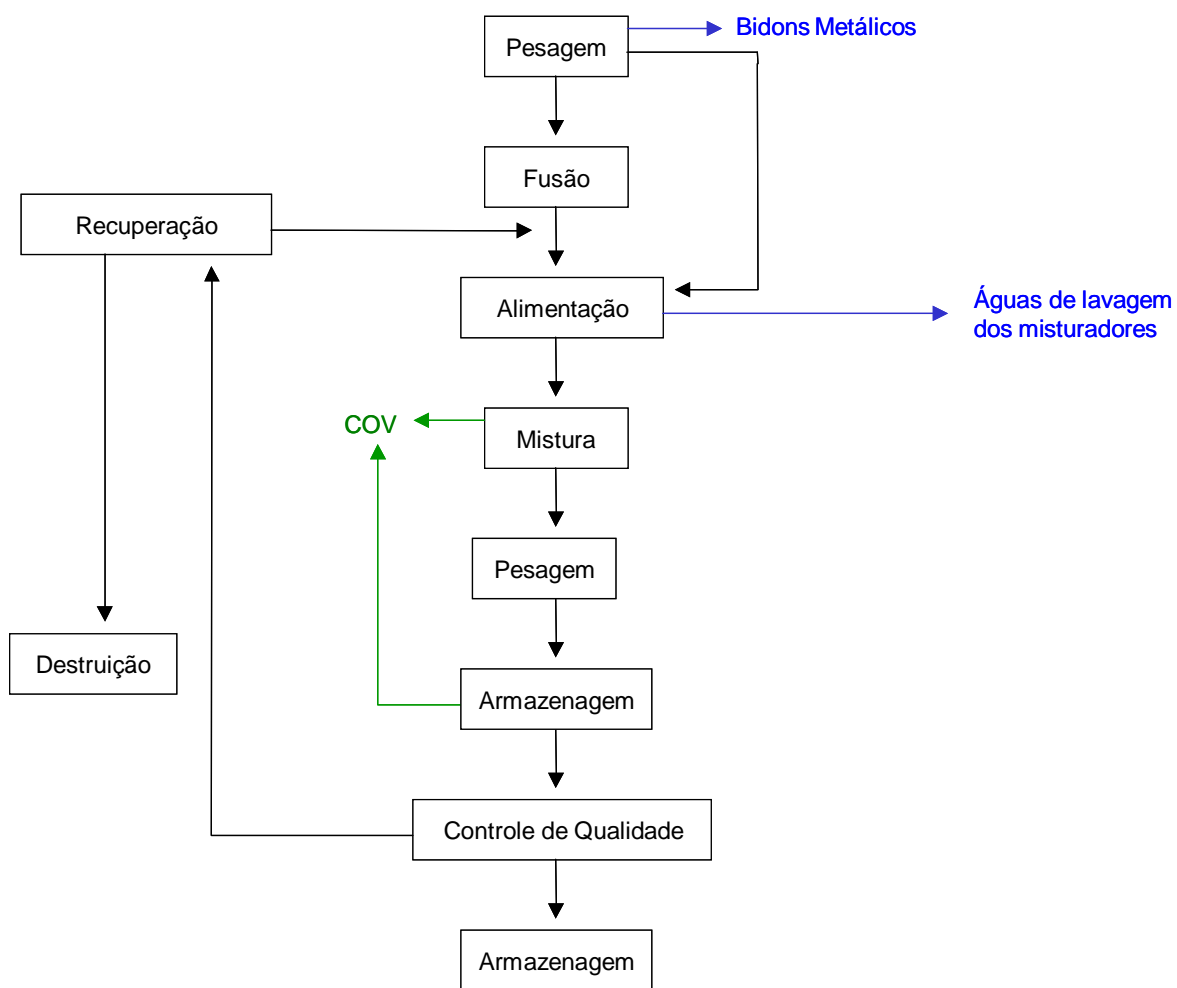 Pesagem
Bidons Metálicos
Fusão
Recuperação
Alimentação
Águas de lavagem
dos misturadores
COV
Mistura
Pesagem
Destruição
Armazenagem
Controle de Qualidade
Armazenagem